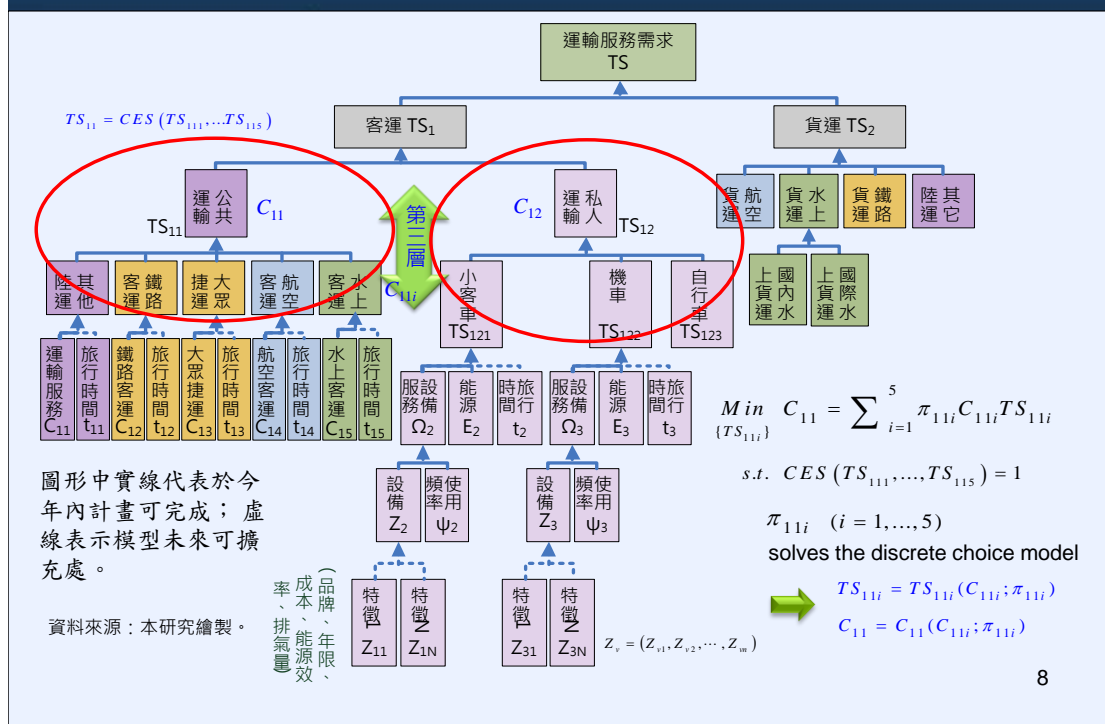 運輸服務需求
TS
TS₁₁ = CES (TS₁₁₁,...TS₁₁₅)
客運 TS₁
貨運 TS₂
公共運輸
TS₁₁
C₁₁
第三層
C₁₂
私人運輸
TS₁₂
航空貨運
水上貨運
鐵路貨運
其它陸運
其他陸運
鐵路客運
大眾捷運
航空客運
水上客運
C₁₁ᵢ
小客車
TS₁₂₁
機車
TS₁₂₂
自行車
TS₁₂₃
國內水上貨運
國際水上貨運
運輸服務
C₁₁
旅行時間
t₁₁
鐵路客運
C₁₂
旅行時間
t₁₂
大眾捷運
C₁₃
旅行時間
t₁₃
航空客運
C₁₄
旅行時間
t₁₄
水上客運
C₁₅
旅行時間
t₁₅
設備服務
Ω₂
能源
E₂
旅行時間
t₂
設備服務
Ω₃
能源
E₃
旅行時間
t₃
Min C₁₁ = ∑ ⁵ᵢ₌₁ π₁₁ᵢ C₁₁ᵢ TS₁₁ᵢ
{TS₁₁ᵢ}
s.t. CES (TS₁₁₁,...,TS₁₁₅) = 1
π₁₁ᵢ (i = 1,...,5)
solves the discrete choice model
TS₁₁ᵢ = TS₁₁ᵢ (C₁₁ᵢ; π₁₁ᵢ)
C₁₁ = C₁₁ (C₁₁ᵢ; π₁₁ᵢ)
圖形中實線代表於今
年內計畫可完成；虛
線表示模型未來可擴
充處。
設備
Z₂
使用頻率
ψ₂
設備
Z₃
使用頻率
ψ₃
(品牌、年限、
成本、能源效
率、排氣量)
特徵1
Z₁₁
特徵N
Z₁ₙ
特徵1
Z₃₁
特徵N
Z₃ₙ
Zᵥ = (Zᵥ₁, Zᵥ₂, ⋯, Zᵥₙ)
資料來源：本研究繪製。
8